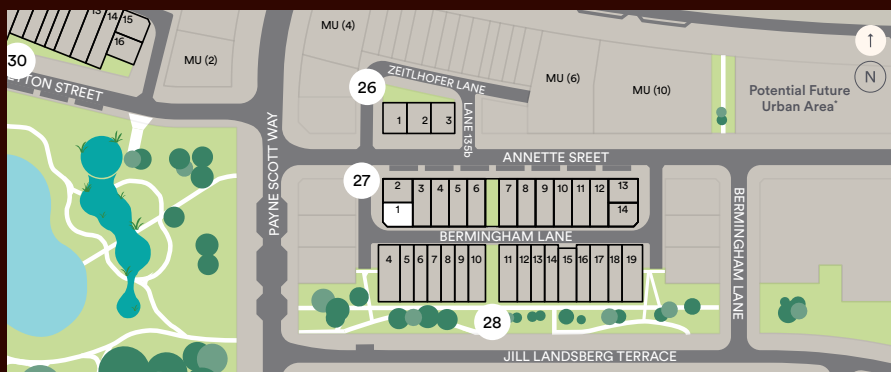 13
14
15
16
MU (2)
MU (4)
MU (6)
MU (10)
↑
N
Potential Future
Urban Area*
30
STREET
PAYNE SCOTT WAY
26
ZEITLHOFER LANE
LANE 135b
1 2 3
ANNETTE SREET
27
2 3 4 5 6 7 8 9 10 11 12 13
1 14
BERMINGHAM LANE
4 5 6 7 8 9 10 11 12 13 14 15 16 17 18 19
BERMINGHAM LANE
28
JILL LANDSBERG TERRACE